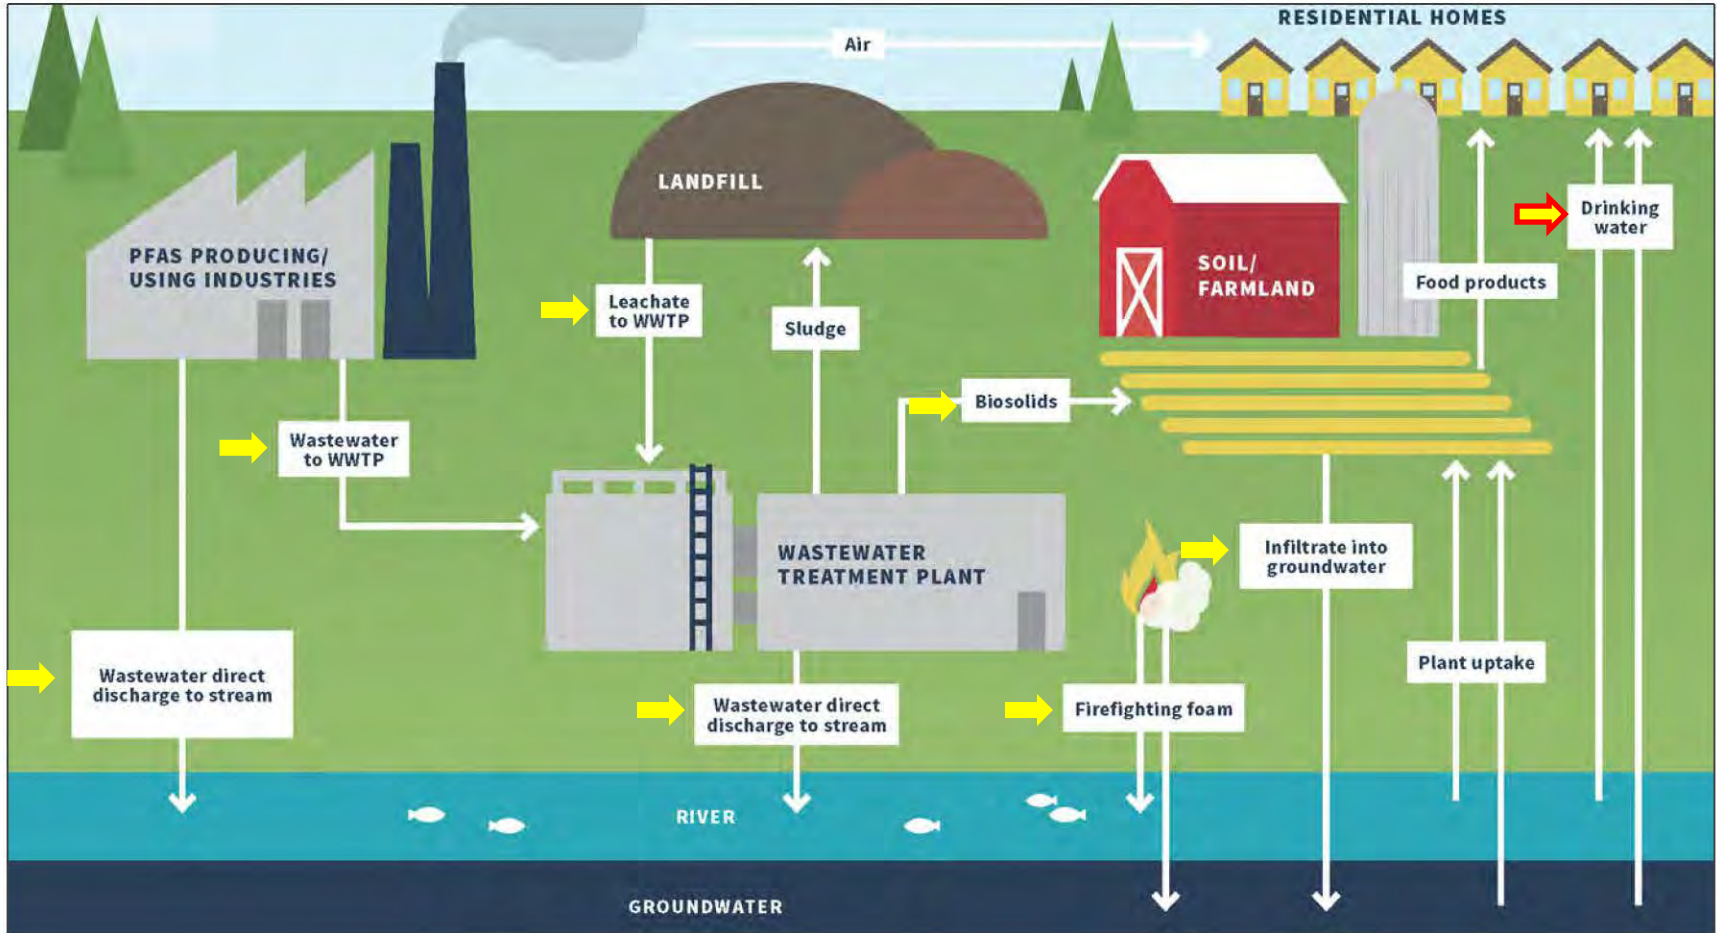 RESIDENTIAL HOMES
Air
LANDFILL
PFAS PRODUCING/
USING INDUSTRIES
Drinking
water
SOIL/
FARMLAND
Food products
Leachate
to WWTP
Sludge
Biosolids
Wastewater
to WWTP
WASTEWATER
TREATMENT PLANT
Infiltrate into
groundwater
Plant uptake
Wastewater direct
discharge to stream
Wastewater direct
discharge to stream
Firefighting foam
RIVER
GROUNDWATER